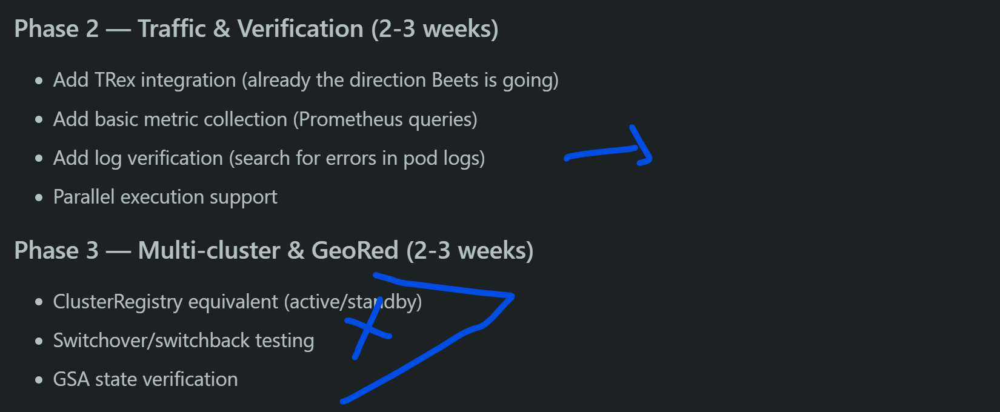 Phase 2 — Traffic & Verification (2-3 weeks)
Add TRex integration (already the direction Beets is going)
Add basic metric collection (Prometheus queries)
Add log verification (search for errors in pod logs)
Parallel execution support
Phase 3 — Multi-cluster & GeoRed (2-3 weeks)
ClusterRegistry equivalent (active/standby)
Switchover/switchback testing
GSA state verification